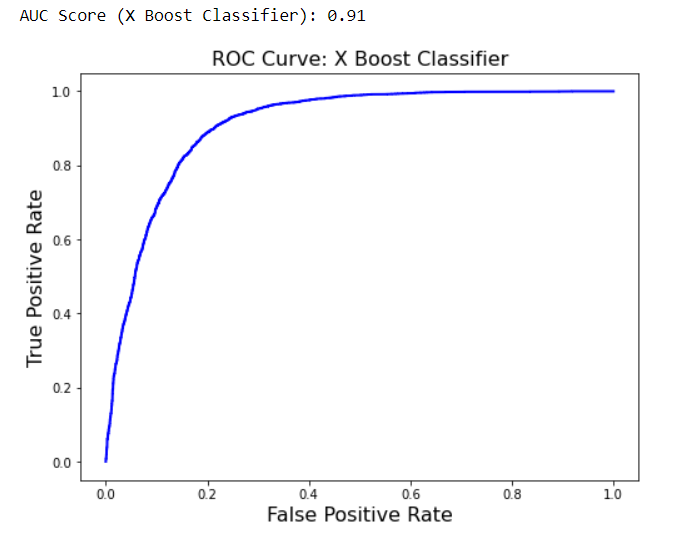 AUC Score (X Boost Classifier): 0.91
ROC Curve: X Boost Classifier
1.0
0.8
0.6
0.4
0.2
0.0
True Positive Rate
0.0 0.2 0.4 0.6 0.8 1.0
False Positive Rate